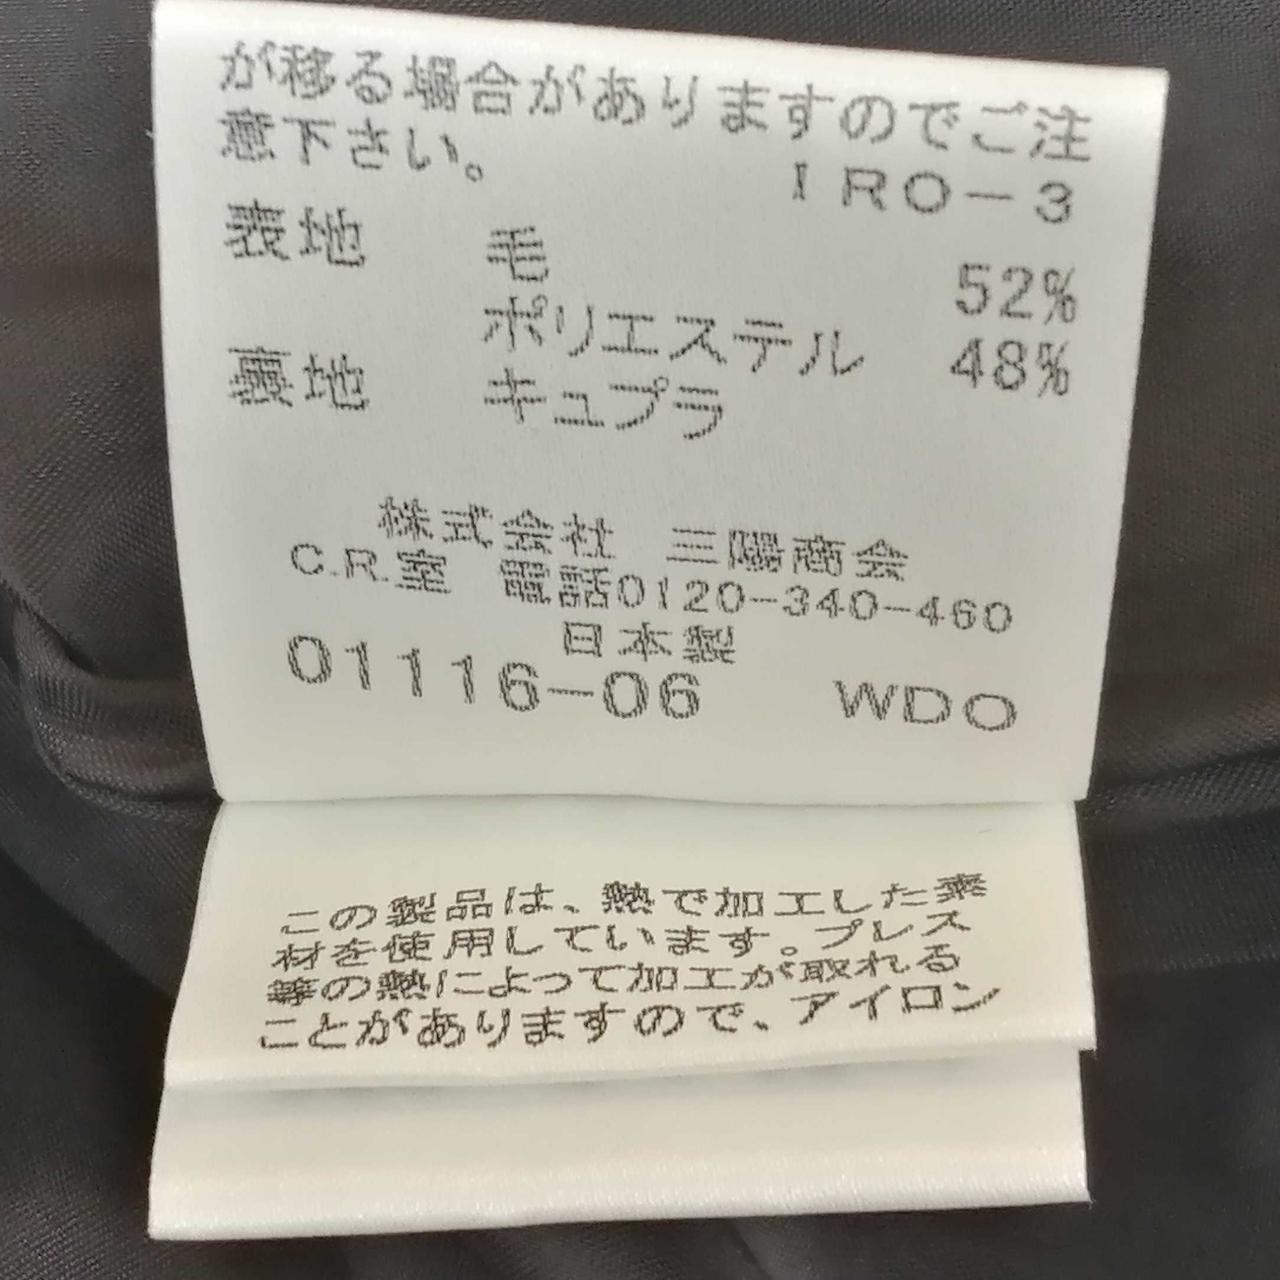 が移る場合がありますのでご注
意下さい。
IRO-3
表地 毛 52%
ポリエステル 48%
裏地 キュプラ
株式会社 三陽商会
C.R.室 電話0120-340-460
日本製
01116-06 WDO
この製品は、熱で加工した素
材を使用しています。プレス
等の熱によって加工が取れる
ことがありますので、アイロン